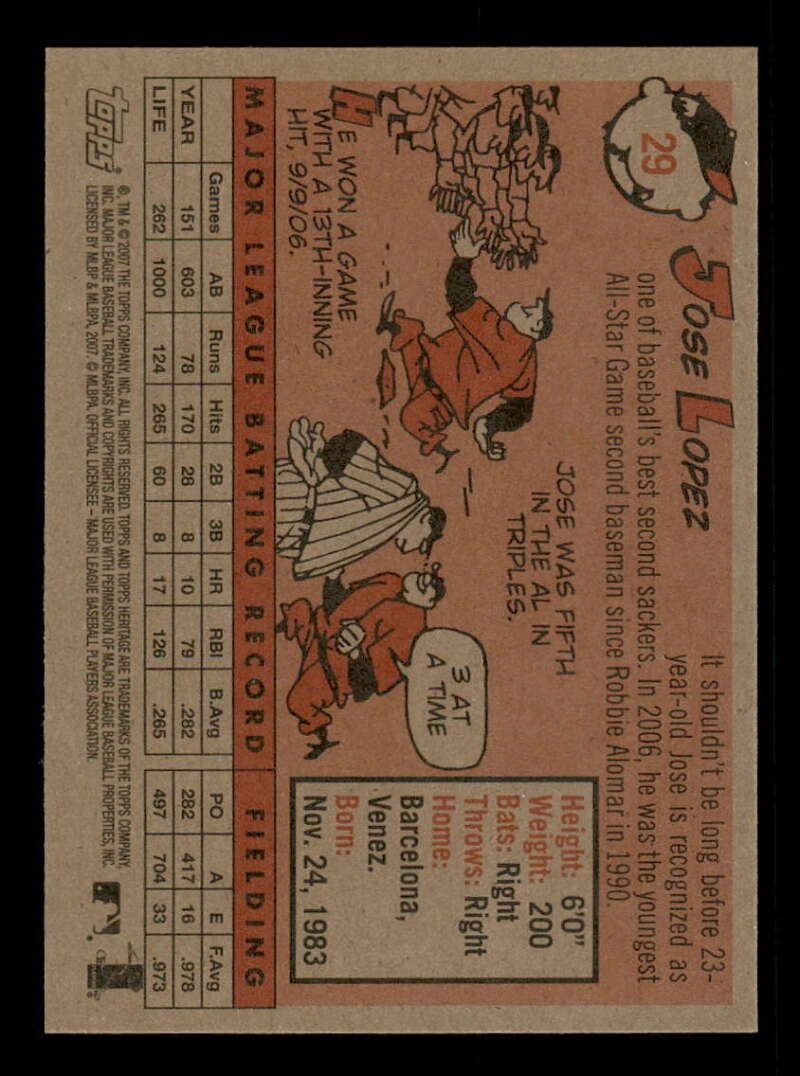 29
JOSE LOPEZ
It shouldn't be long before 23-
year-old Jose is recognized as
one of baseball's best second sackers. In 2006, he was the youngest
All-Star Game second baseman since Robbie Alomar in 1990.
HE WON A GAME
WITH A 13TH-INNING
HIT, 9/9/06.
JOSE WAS FIFTH
IN THE AL IN
TRIPLES.
3 AT
A TIME
Height: 6'0"
Weight: 200
Bats: Right
Throws: Right
Home:
Barcelona,
Venez.
Born:
Nov. 24, 1983
MAJOR LEAGUE BATTING RECORD FIELDING
Games AB Runs Hits 2B 3B HR RBI B.Avg PO A E F.Avg
YEAR 151 603 78 170 28 8 10 79 .282 282 417 16 .978
LIFE 262 1000 124 265 60 8 17 126 .265 497 704 33 .973
topps
®, TM & © 2007 THE TOPPS COMPANY, INC. ALL RIGHTS RESERVED. TOPPS AND TOPPS HERITAGE ARE TRADEMARKS OF THE TOPPS COMPANY,
INC. MAJOR LEAGUE BASEBALL TRADEMARKS AND COPYRIGHTS ARE USED WITH PERMISSION OF MAJOR LEAGUE BASEBALL PROPERTIES, INC.
LICENSED BY MLBP & MLBPA, 2007. © MLBPA. OFFICIAL LICENSEE – MAJOR LEAGUE BASEBALL PLAYERS ASSOCIATION.